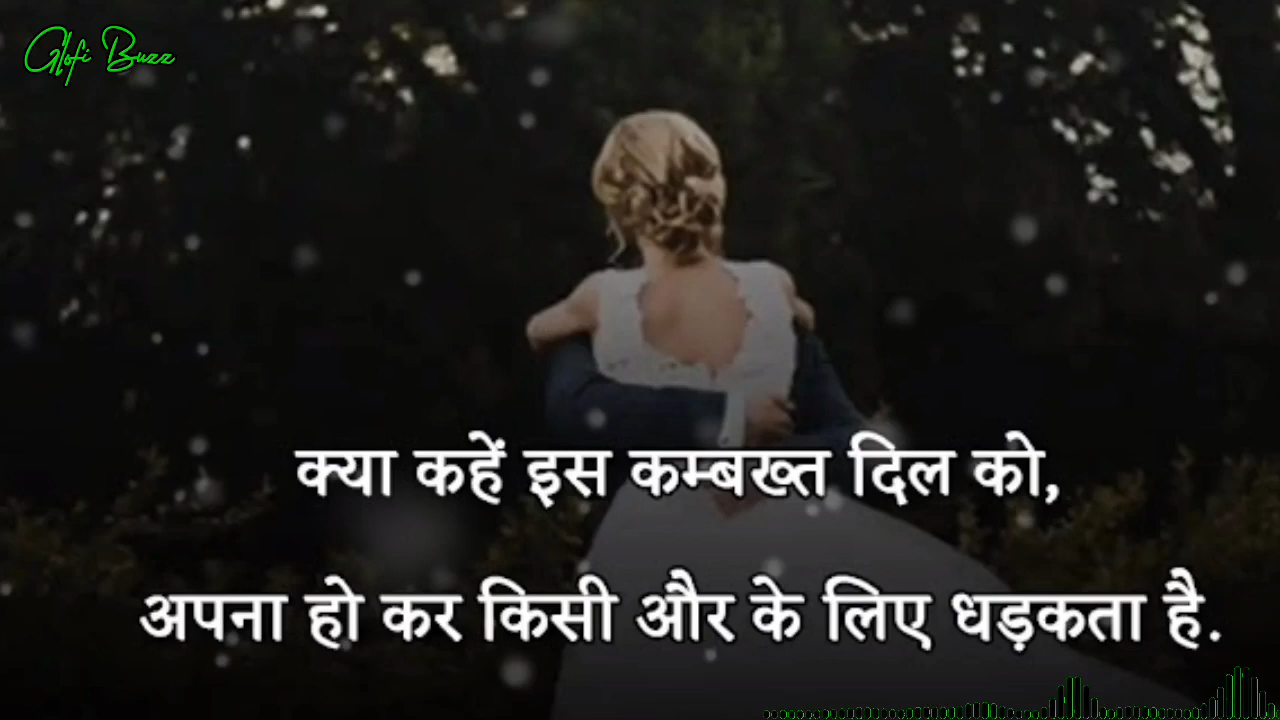 Glofi Buzz
क्या कहें इस कम्बख्त दिल को,
अपना हो कर किसी और के लिए धड़कता है.